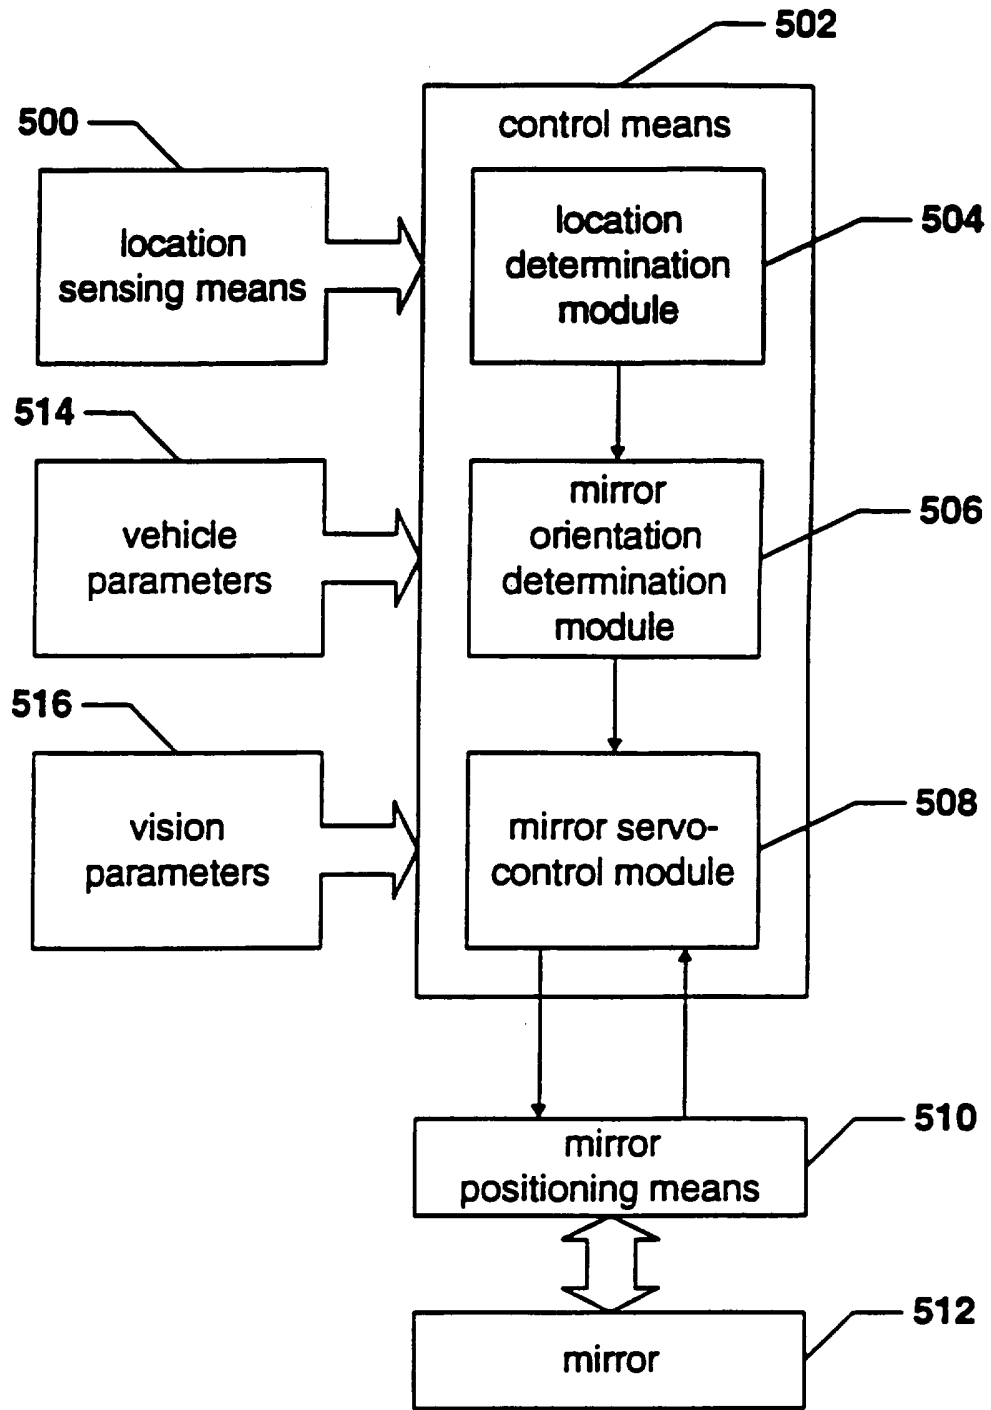 502
control means
500
location
sensing means
location
determination
module
504
514
vehicle
parameters
mirror
orientation
determination
module
506
516
vision
parameters
mirror servo-
control module
508
mirror
positioning means
510
mirror
512